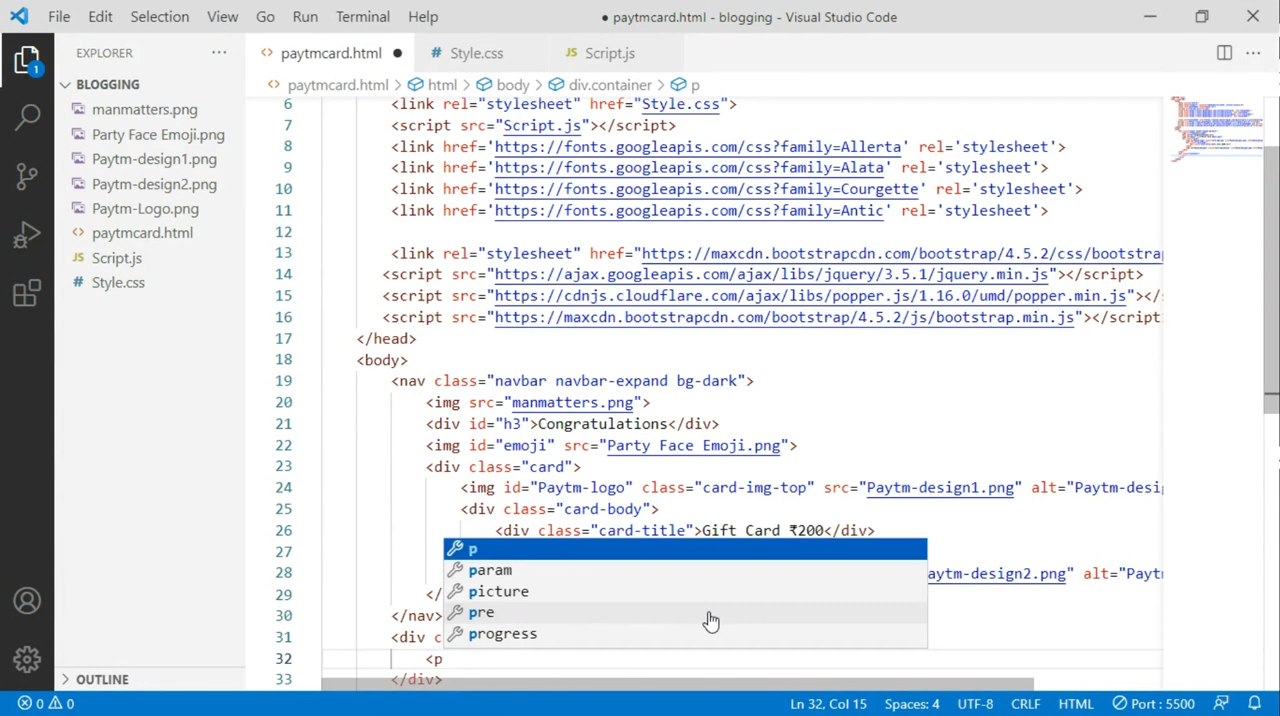 File Edit Selection View Go Run Terminal Help
● paytmcard.html - blogging - Visual Studio Code
EXPLORER ···
<> paytmcard.html ● # Style.css JS Script.js ···
1
BLOGGING
<> paytmcard.html > html > body > div.container > p
manmatters.png
Party Face Emoji.png
Paytm-design1.png
Paytm-design2.png
Paytm-Logo.png
<> paytmcard.html
JS Script.js
# Style.css
6 <link rel="stylesheet" href="Style.css">
7 <script src="Script.js"></script>
8 <link href='https://fonts.googleapis.com/css?family=Allerta' rel='stylesheet'>
9 <link href='https://fonts.googleapis.com/css?family=Alata' rel='stylesheet'>
10 <link href='https://fonts.googleapis.com/css?family=Courgette' rel='stylesheet'>
11 <link href='https://fonts.googleapis.com/css?family=Antic' rel='stylesheet'>
12
13 <link rel="stylesheet" href="https://maxcdn.bootstrapcdn.com/bootstrap/4.5.2/css/bootstrap
14 <script src="https://ajax.googleapis.com/ajax/libs/jquery/3.5.1/jquery.min.js"></script>
15 <script src="https://cdnjs.cloudflare.com/ajax/libs/popper.js/1.16.0/umd/popper.min.js"></s
16 <script src="https://maxcdn.bootstrapcdn.com/bootstrap/4.5.2/js/bootstrap.min.js"></script
17 </head>
18 <body>
19 <nav class="navbar navbar-expand bg-dark">
20 <img src="manmatters.png">
21 <div id="h3">Congratulations</div>
22 <img id="emoji" src="Party Face Emoji.png">
23 <div class="card">
24 <img id="Paytm-logo" class="card-img-top" src="Paytm-design1.png" alt="Paytm-desi
25 <div class="card-body">
26 <div class="card-title">Gift Card ₹200</div>
27 p
param
28 aytm-design2.png" alt="Payt
picture
29 </
pre
30 </nav>
progress
31 <div c
32 <p
33 </div>
OUTLINE
0 0
Ln 32, Col 15 Spaces: 4 UTF-8 CRLF HTML Port : 5500